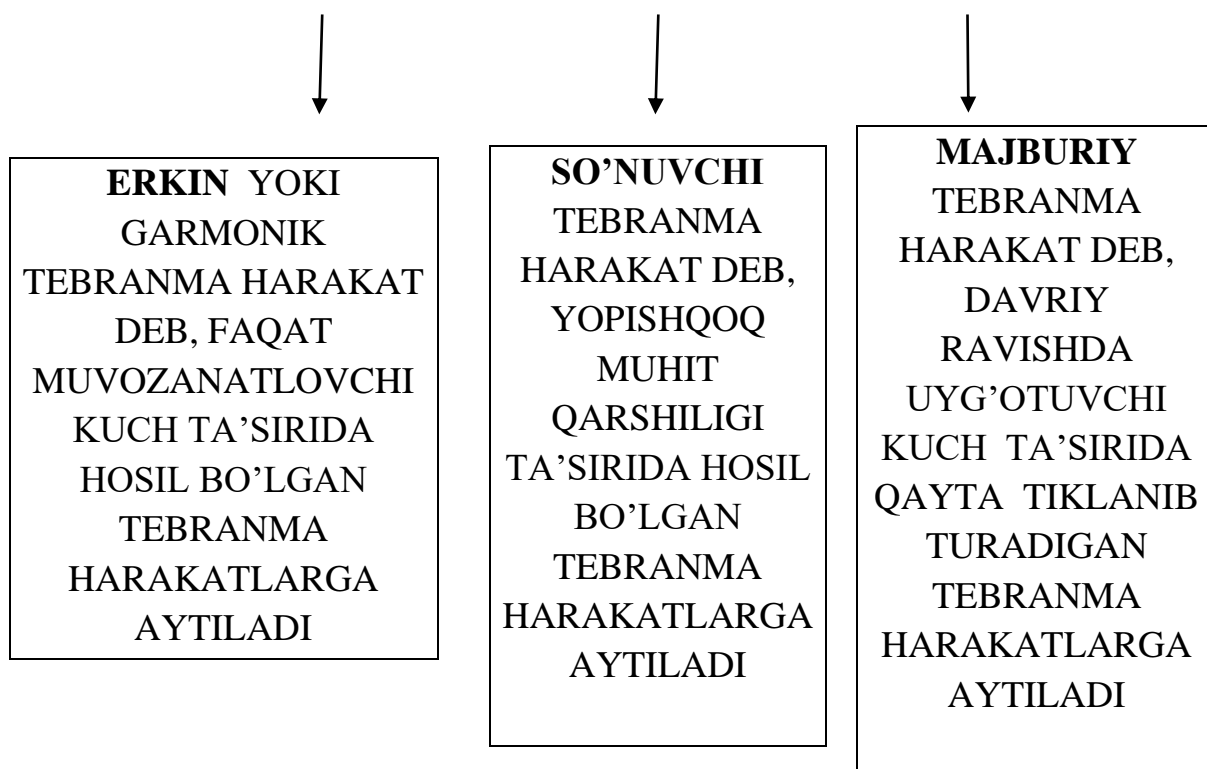 ERKIN YOKI
GARMONIK
TEBRANMA HARAKAT
DEB, FAQAT
MUVOZANATLOVCHI
KUCH TA’SIRIDA
HOSIL BO’LGAN
TEBRANMA
HARAKATLARGA
AYTILADI
SO’NUVCHI
TEBRANMA
HARAKAT DEB,
YOPISHQOQ
MUHIT
QARSHILIGI
TA’SIRIDA HOSIL
BO’LGAN
TEBRANMA
HARAKATLARGA
AYTILADI
MAJBURIY
TEBRANMA
HARAKAT DEB,
DAVRIY
RAVISHDA
UYG’OTUVCHI
KUCH TA’SIRIDA
QAYTA TIKLANIB
TURADIGAN
TEBRANMA
HARAKATLARGA
AYTILADI